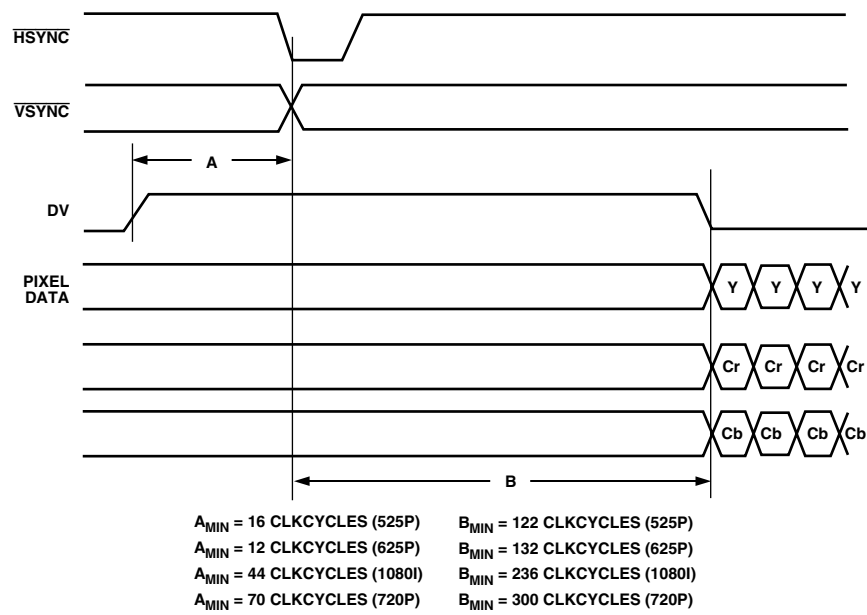 HSYNC
VSYNC
A
DV
PIXEL
DATA
Y Y Y Y
Cr Cr Cr Cr
Cb Cb Cb Cb
B
AMIN = 16 CLKCYCLES (525P) BMIN = 122 CLKCYCLES (525P)
AMIN = 12 CLKCYCLES (625P) BMIN = 132 CLKCYCLES (625P)
AMIN = 44 CLKCYCLES (1080I) BMIN = 236 CLKCYCLES (1080I)
AMIN = 70 CLKCYCLES (720P) BMIN = 300 CLKCYCLES (720P)